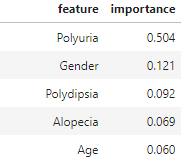 feature importance
Polyuria 0.504
Gender 0.121
Polydipsia 0.092
Alopecia 0.069
Age 0.060